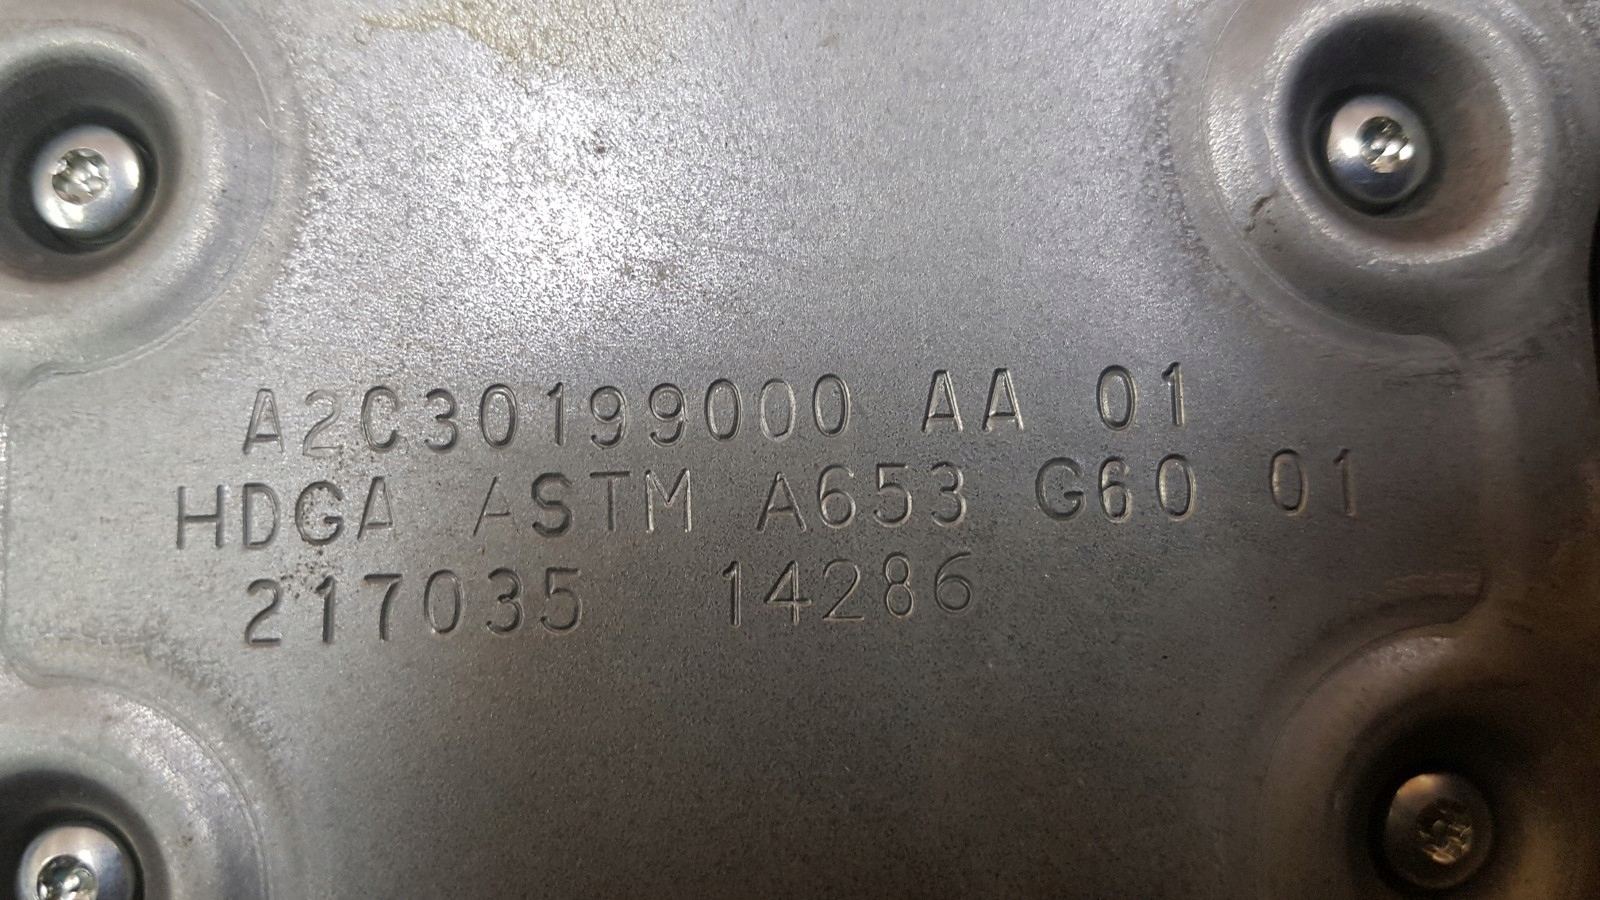 A2C30199000 AA 01
HDGA ASTM A653 G60 01
217035 14286